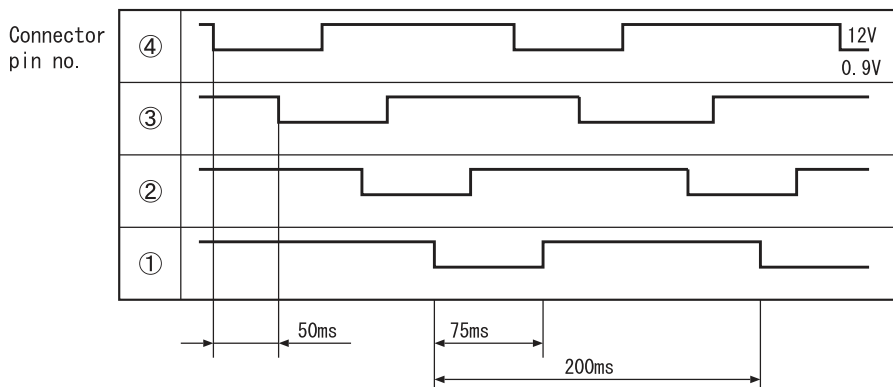 Connector
pin no.
④
12V
0.9V
③
②
①
50ms
75ms
200ms